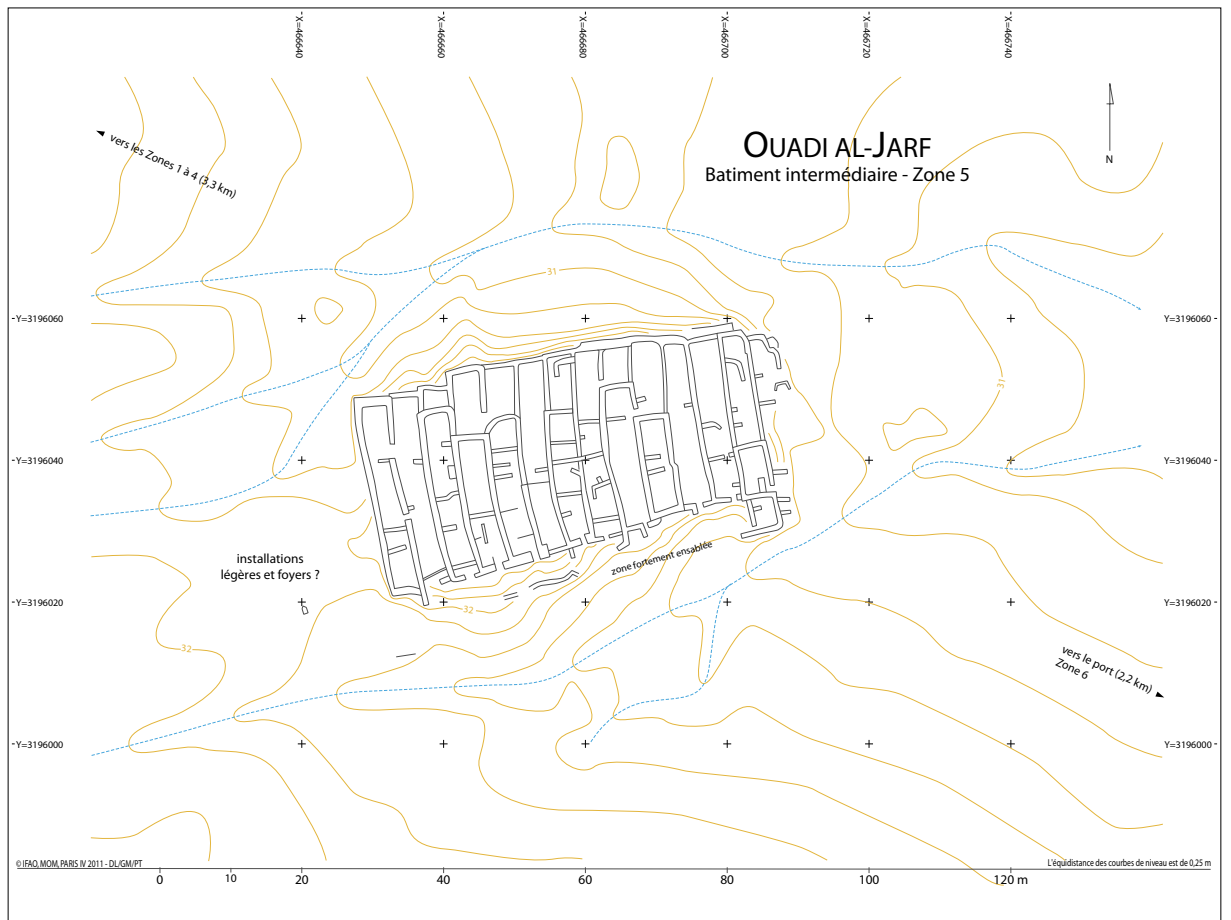 X=466640
X=466660
X=466680
X=466700
X=466720
X=466740
OUADI AL-JARF
Batiment intermédiaire - Zone 5
N
vers les Zones 1 à 4 (3,3 km)
31
Y=3196060
Y=3196060
31
Y=3196040
Y=3196040
installations
légères et foyers ?
zone fortement ensablée
Y=3196020
Y=3196020
32
32
vers le port (2,2 km)
Zone 6
Y=3196000
Y=3196000
© IFAO, MOM, PARIS IV 2011 - DL/GM/PT
L'équidistance des courbes de niveau est de 0,25 m
0 10 20 40 60 80 100 120 m